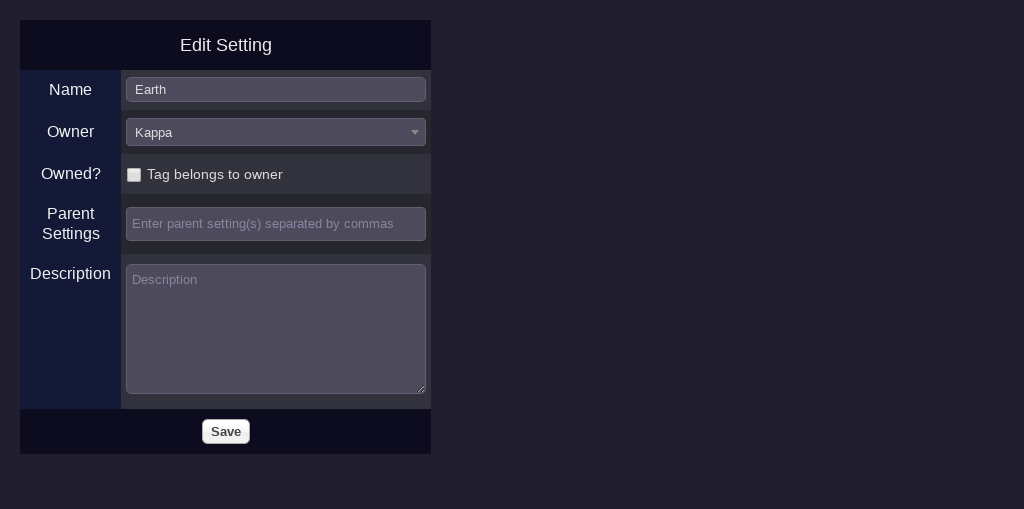 Edit Setting
Name
Earth
Owner
Kappa
Owned?
Tag belongs to owner
Parent
Settings
Enter parent setting(s) separated by commas
Description
Description
Save